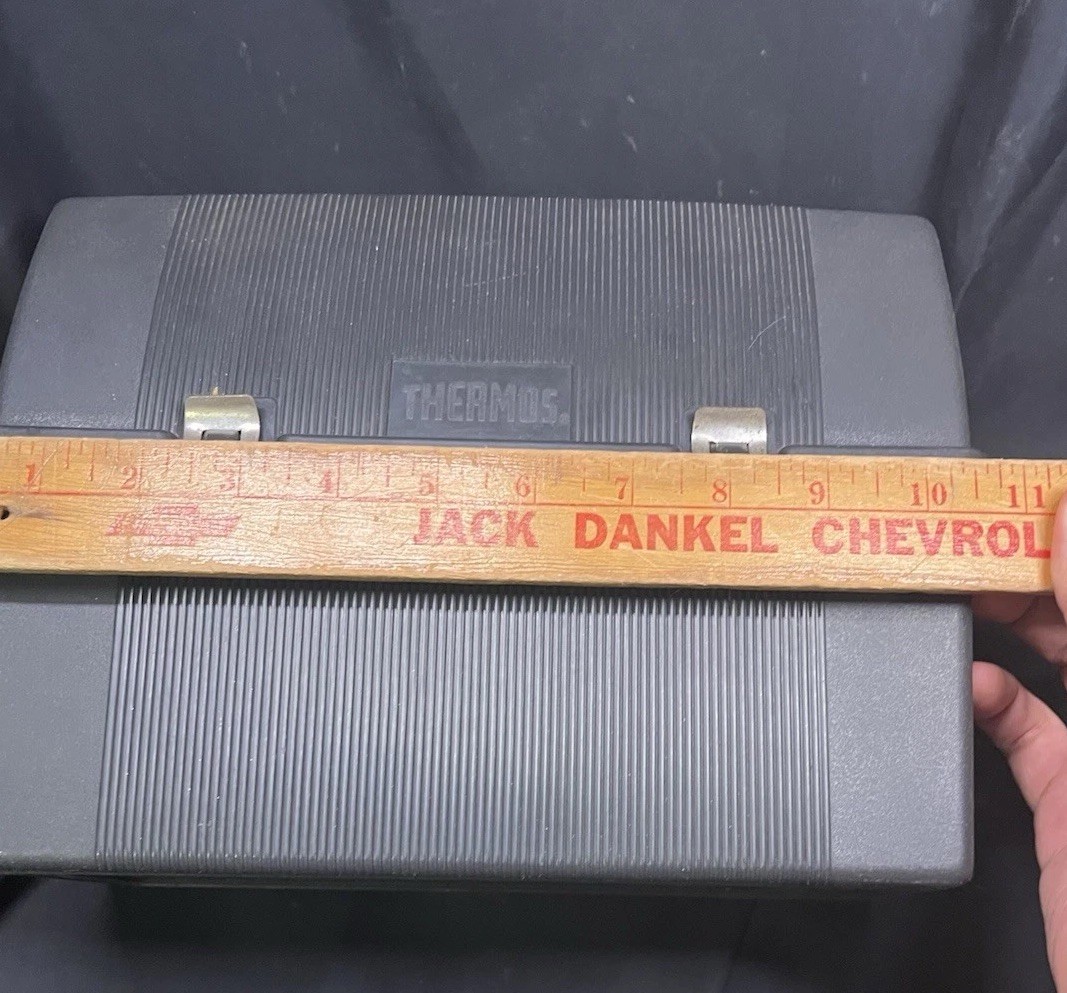 THERMOS
1 2 3 4 5 6 7 8 9 10 11
JACK DANKEL CHEVROL